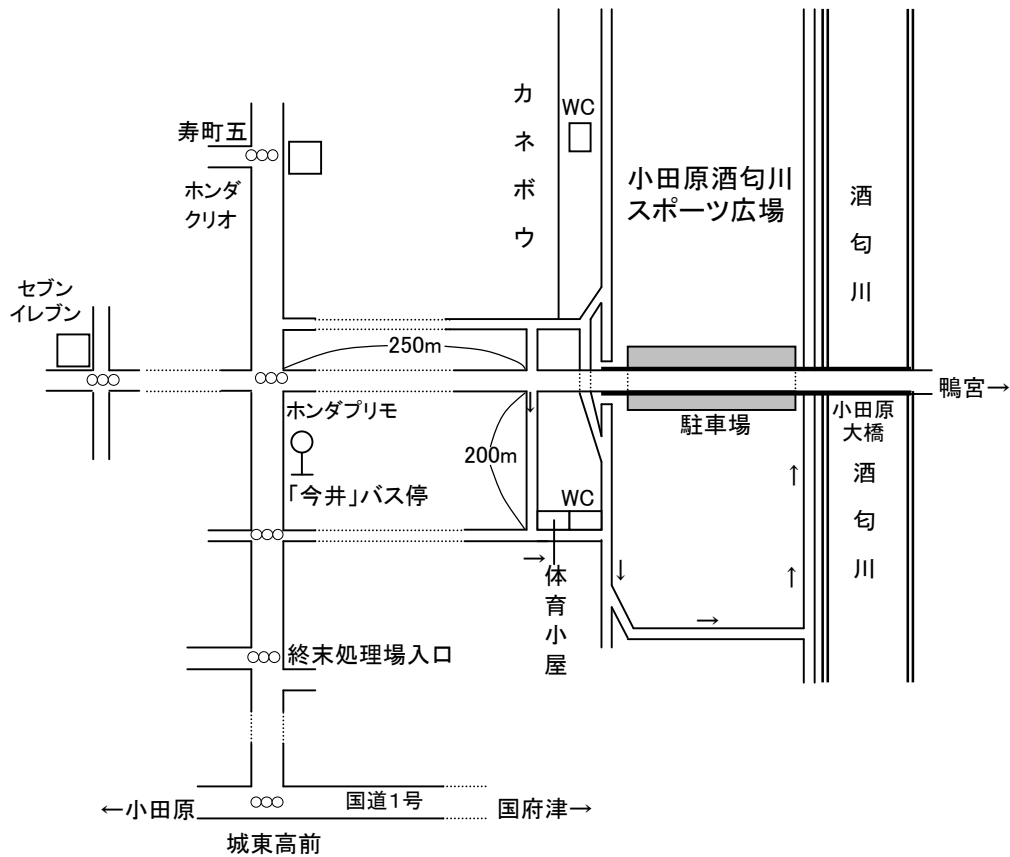 カネボウ
WC
寿町五
小田原酒匂川
スポーツ広場
ホンダ
クリオ
酒匂川
セブン
イレブン
250m
鴨宮→
ホンダプリモ
小田原
大橋
駐車場
200m
「今井」バス停
WC
酒匂川
↓
↑
→
↓
↑
体育小屋
→
終末処理場入口
←小田原
国道1号
国府津→
城東高前